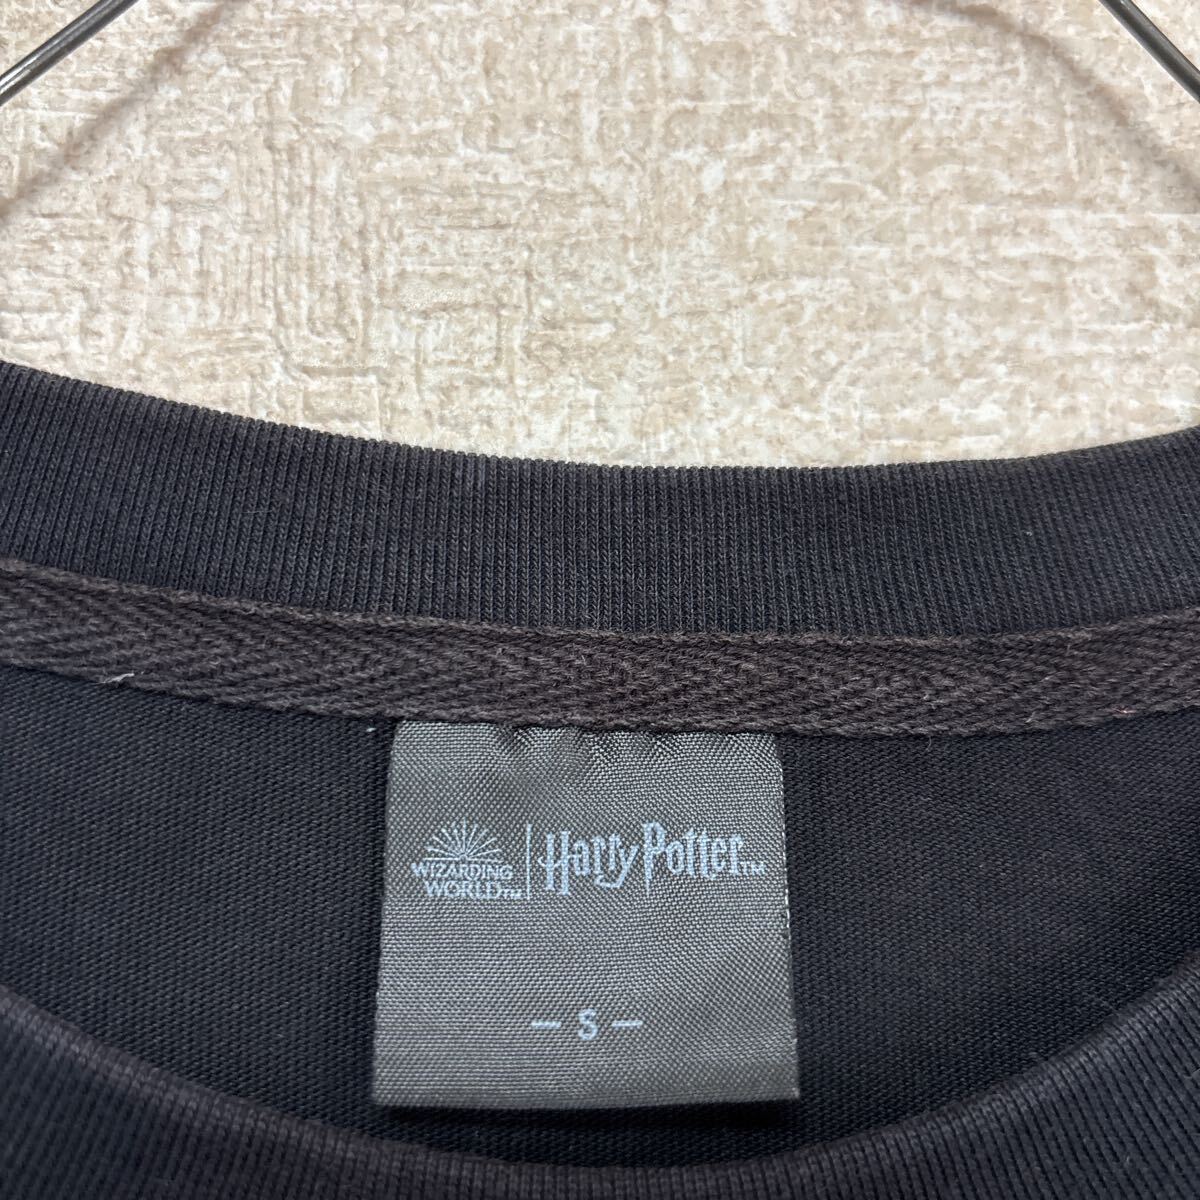 WIZARDING
WORLD™
Harry Potter™
— S —